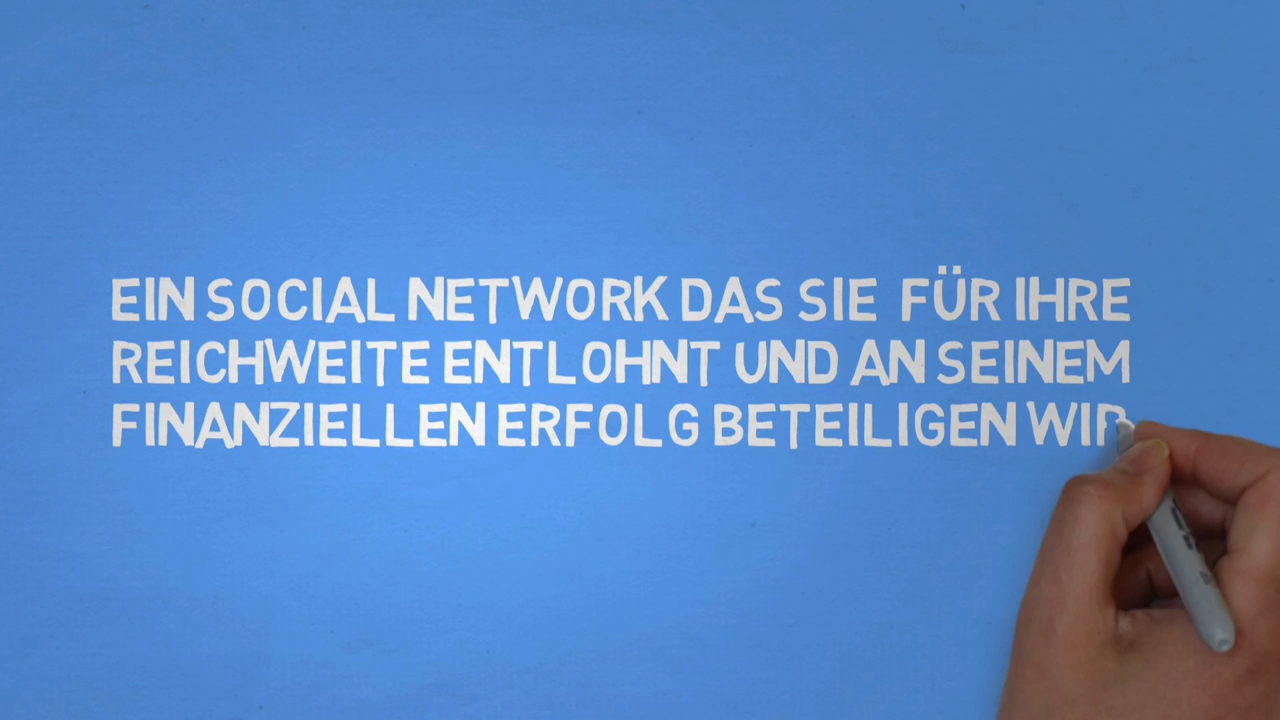 EIN SOCIAL NETWORK DAS SIE FÜR IHRE
REICHWEITE ENTLOHNT UND AN SEINEM
FINANZIELLEN ERFOLG BETEILIGEN WIR